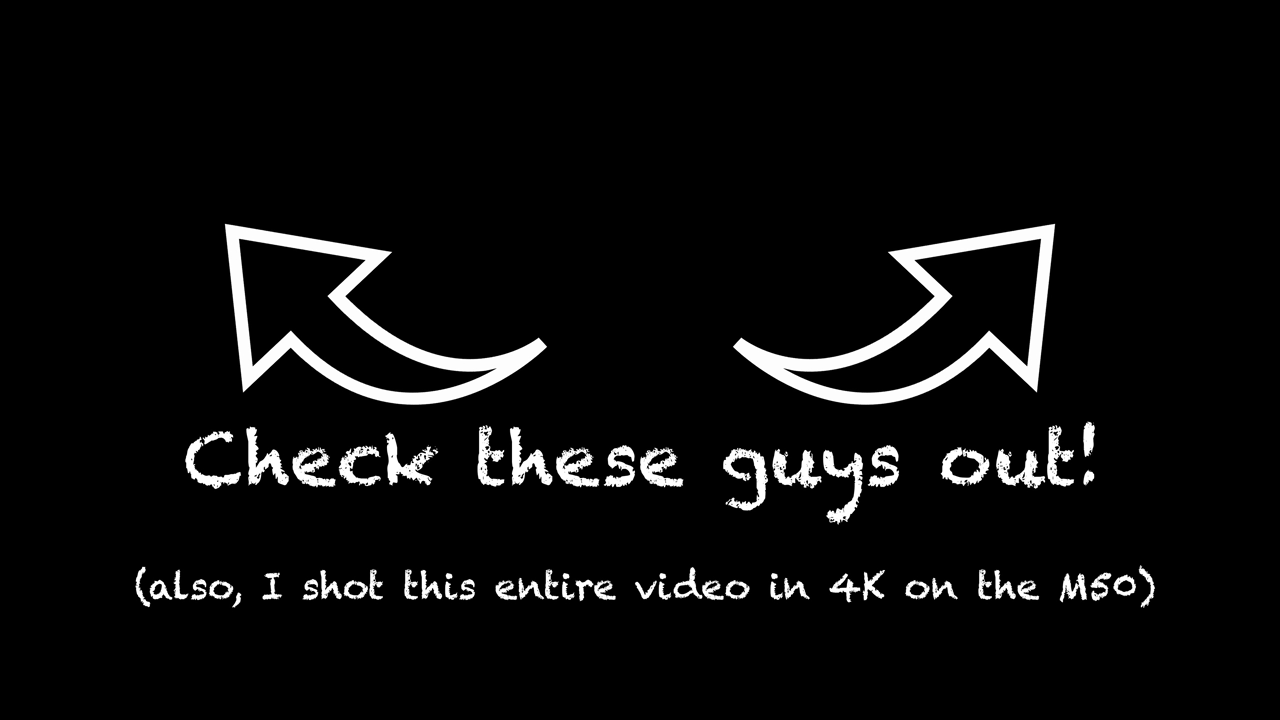 Check these guys out!
(also, I shot this entire video in 4K on the M50)